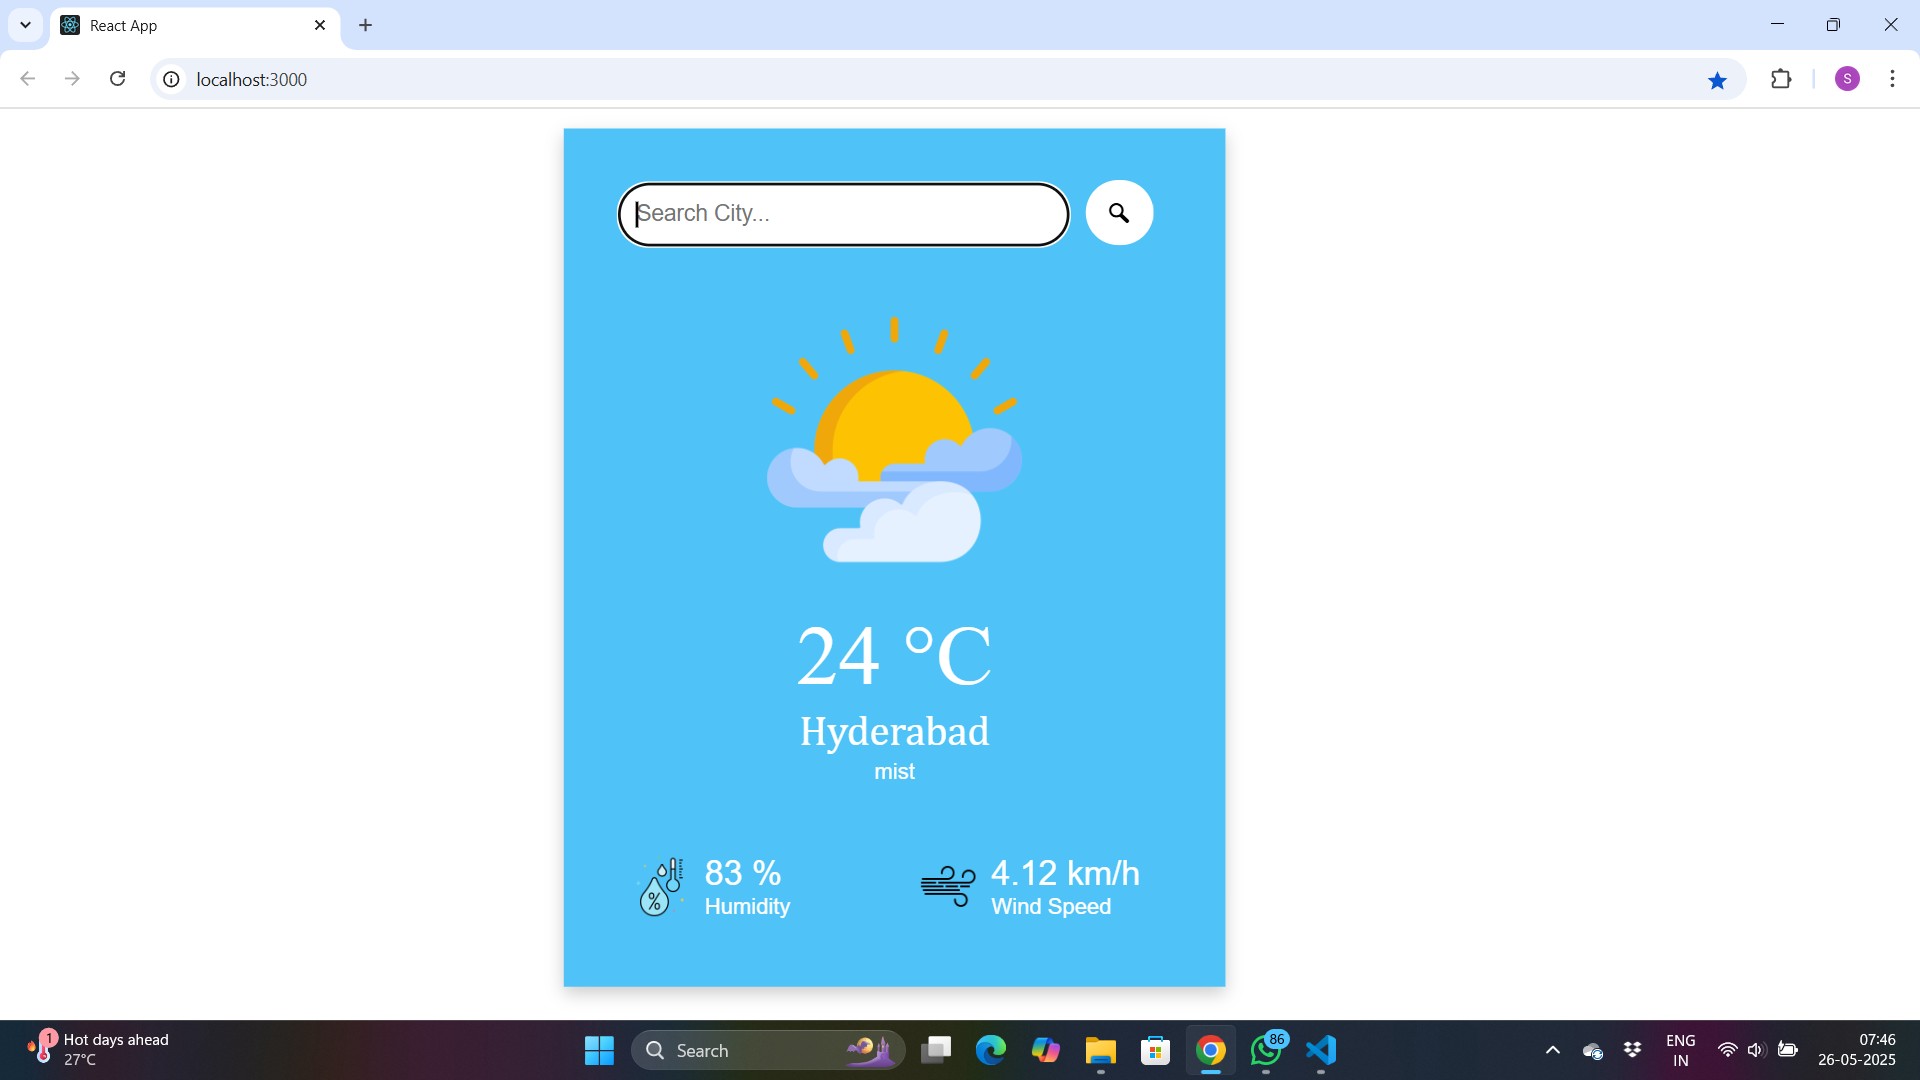 React App
localhost:3000
S
Search City...
24 °C
Hyderabad
mist
%
83 %
Humidity
4.12 km/h
Wind Speed
1
Hot days ahead
27°C
Search
86
ENG
IN
07:46
26-05-2025